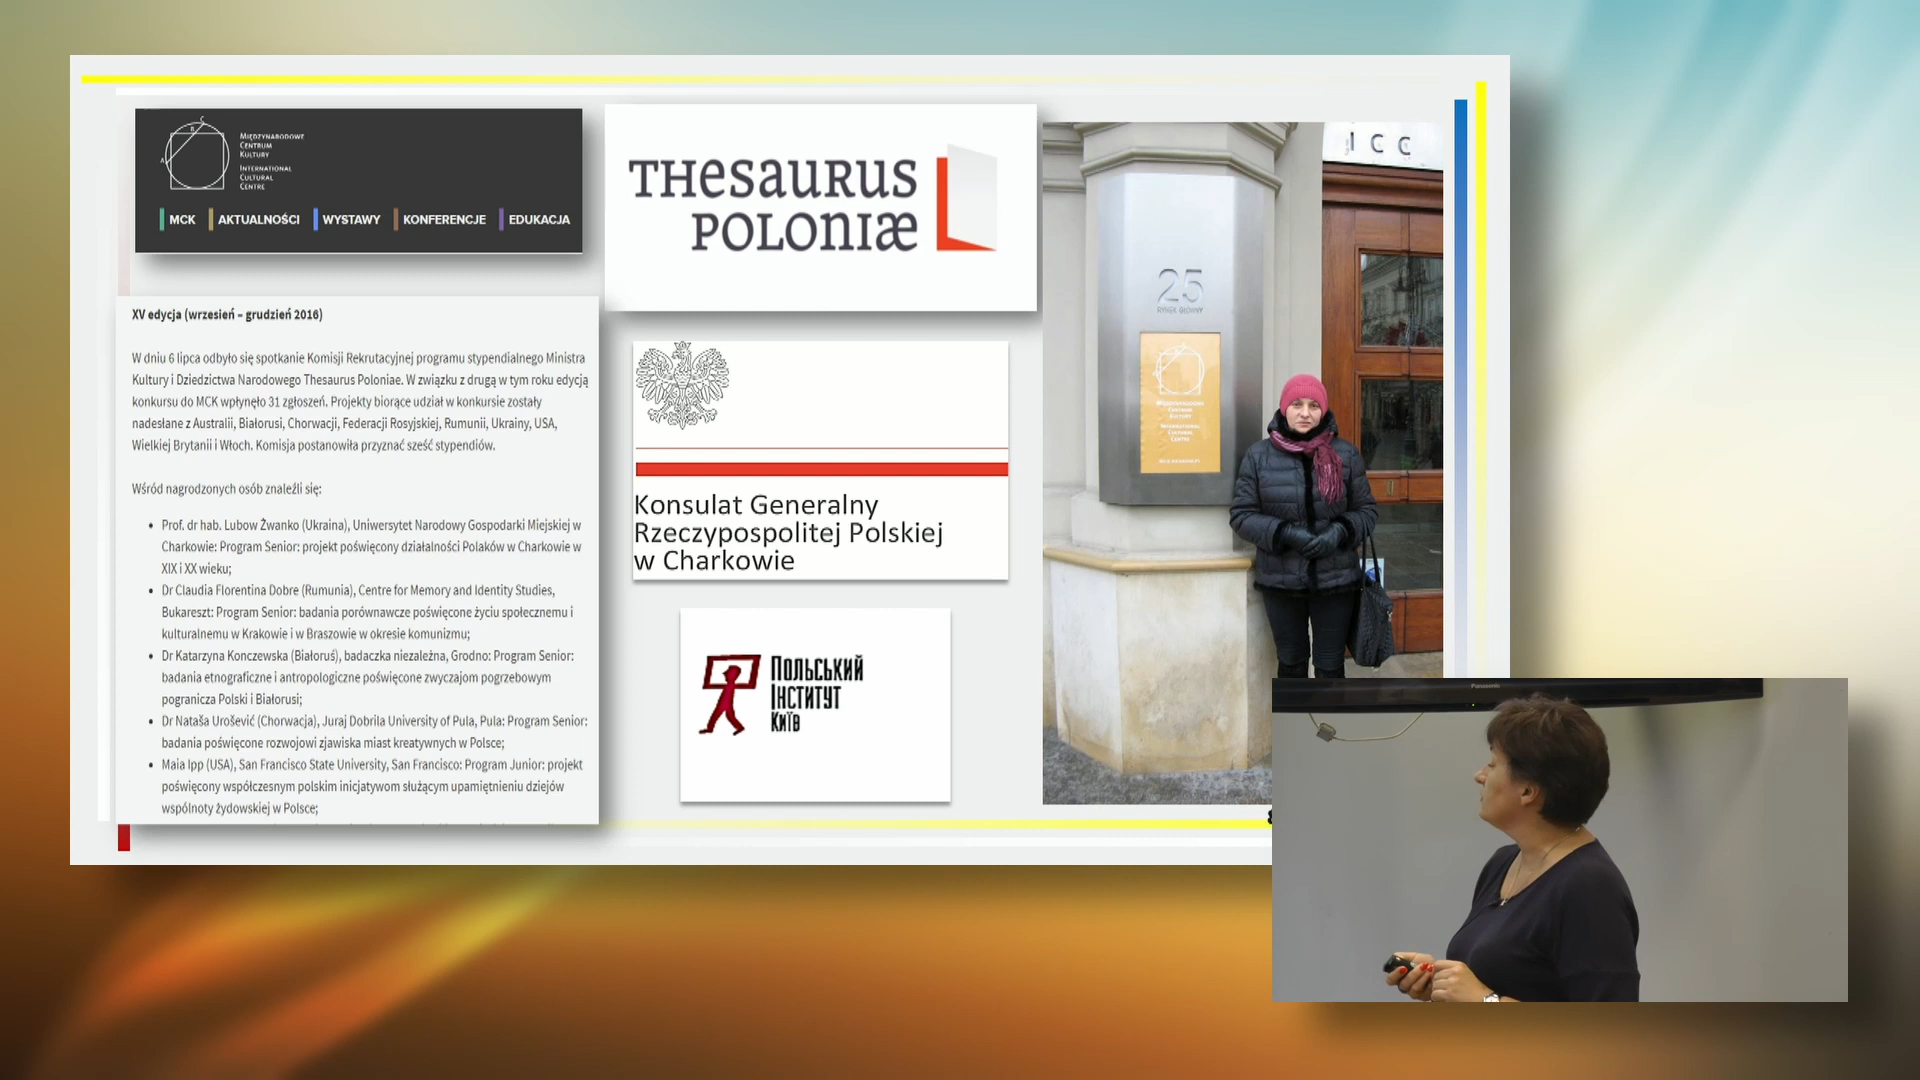 MIĘDZYNARODOWE
CENTRUM
KULTURY
INTERNATIONAL
CULTURAL
CENTRE
MCK
AKTUALNOŚCI
WYSTAWY
KONFERENCJE
EDUKACJA
THESAURUS
POLONIÆ
ICC
25
RYNEK GŁÓWNY
MIĘDZYNARODOWE
CENTRUM
KULTURY
INTERNATIONAL
CULTURAL
CENTRE
XV edycja (wrzesień – grudzień 2016)
W dniu 6 lipca odbyło się spotkanie Komisji Rekrutacyjnej programu stypendialnego Ministra
Kultury i Dziedzictwa Narodowego Thesaurus Poloniae. W związku z drugą w tym roku edycją
konkursu do MCK wpłynęło 31 zgłoszeń. Projekty biorące udział w konkursie zostały
nadesłane z Australii, Białorusi, Chorwacji, Federacji Rosyjskiej, Rumunii, Ukrainy, USA,
Wielkiej Brytanii i Włoch. Komisja postanowiła przyznać sześć stypendiów.
Wśród nagrodzonych osób znaleźli się:
• Prof. dr hab. Lubow Żwanko (Ukraina), Uniwersytet Narodowy Gospodarki Miejskiej w
Charkowie: Program Senior: projekt poświęcony działalności Polaków w Charkowie w
XIX i XX wieku;
• Dr Claudia Florentina Dobre (Rumunia), Centre for Memory and Identity Studies,
Bukareszt: Program Senior: badania porównawcze poświęcone życiu społecznemu i
kulturalnemu w Krakowie i w Braszowie w okresie komunizmu;
• Dr Katarzyna Konczewska (Białoruś), badaczka niezależna, Grodno: Program Senior:
badania etnograficzne i antropologiczne poświęcone zwyczajom pogrzebowym
pogranicza Polski i Białorusi;
• Dr Nataša Urošević (Chorwacja), Juraj Dobrila University of Pula, Pula: Program Senior:
badania poświęcone rozwojowi zjawiska miast kreatywnych w Polsce;
• Maia Ipp (USA), San Francisco State University, San Francisco: Program Junior: projekt
poświęcony współczesnym polskim inicjatywom służącym upamiętnieniu dziejów
wspólnoty żydowskiej w Polsce;
Konsulat Generalny
Rzeczypospolitej Polskiej
w Charkowie
Польський
Інститут
Київ
Panasonic